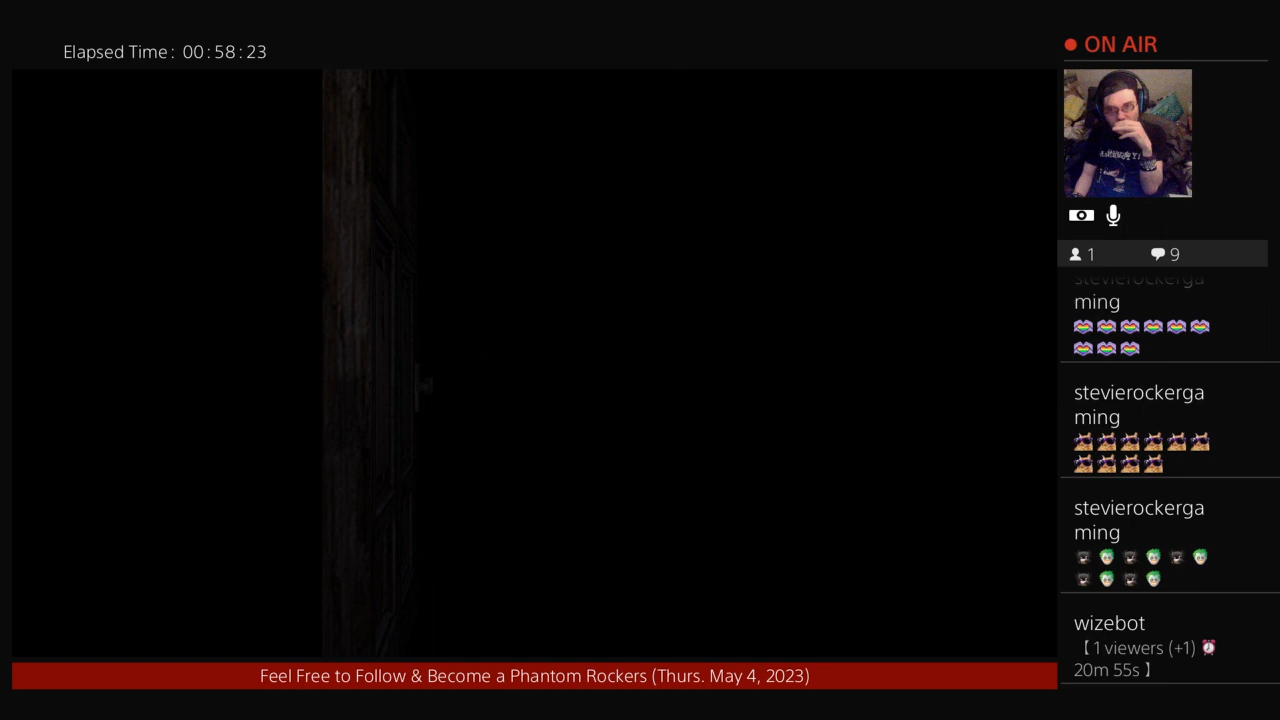 Elapsed Time: 00:58:23
ON AIR
1
9
stevierockerga
ming
stevierockerga
ming
stevierockerga
ming
wizebot
【1 viewers (+1) ⏰
20m 55s】
Feel Free to Follow & Become a Phantom Rockers (Thurs. May 4, 2023)